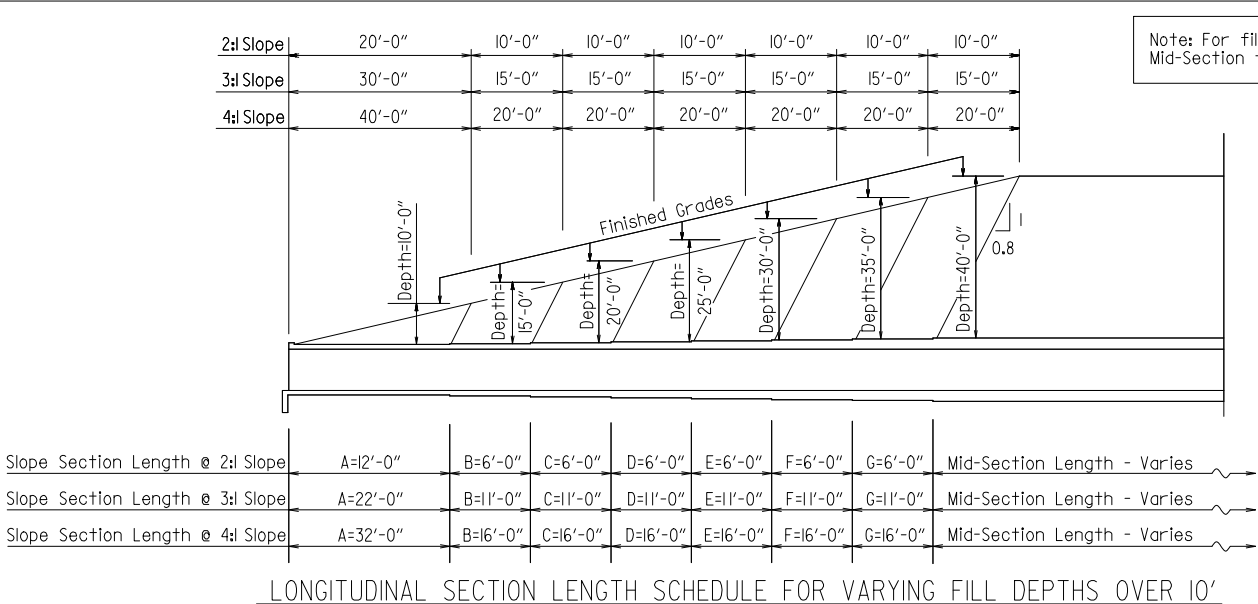 2:1 Slope 20'-0" 10'-0" 10'-0" 10'-0" 10'-0" 10'-0" 10'-0"
3:1 Slope 30'-0" 15'-0" 15'-0" 15'-0" 15'-0" 15'-0" 15'-0"
4:1 Slope 40'-0" 20'-0" 20'-0" 20'-0" 20'-0" 20'-0" 20'-0"
Note: For fil
Mid-Section
Finished Grades
Depth=10'-0"
Depth=
15'-0"
Depth=
20'-0"
Depth=
25'-0"
Depth=30'-0"
Depth=35'-0"
Depth=40'-0"
1
0.8
Slope Section Length @ 2:1 Slope A=12'-0" B=6'-0" C=6'-0" D=6'-0" E=6'-0" F=6'-0" G=6'-0" Mid-Section Length - Varies
Slope Section Length @ 3:1 Slope A=22'-0" B=11'-0" C=11'-0" D=11'-0" E=11'-0" F=11'-0" G=11'-0" Mid-Section Length - Varies
Slope Section Length @ 4:1 Slope A=32'-0" B=16'-0" C=16'-0" D=16'-0" E=16'-0" F=16'-0" G=16'-0" Mid-Section Length - Varies
LONGITUDINAL SECTION LENGTH SCHEDULE FOR VARYING FILL DEPTHS OVER 10'